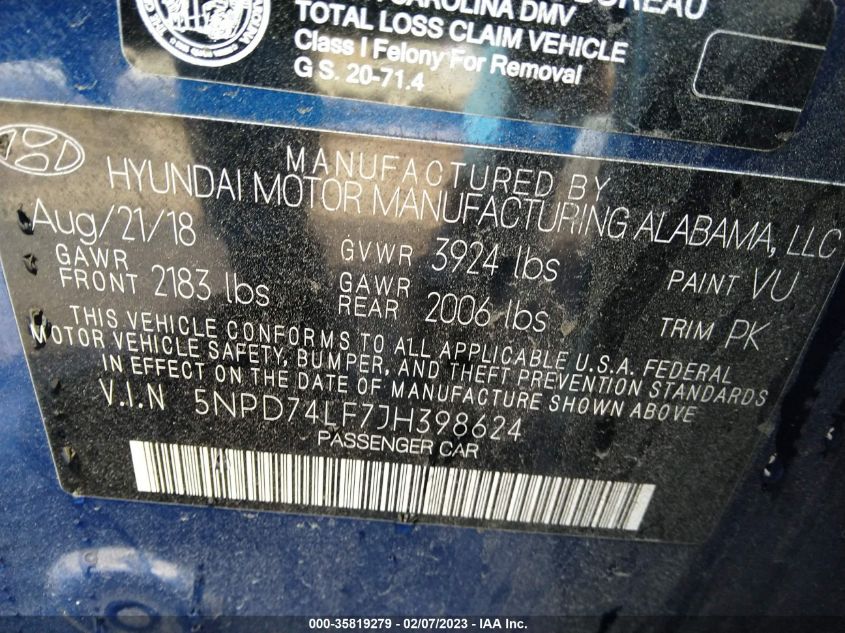 BUREAU
CAROLINA DMV
TOTAL LOSS CLAIM VEHICLE
Class I Felony For Removal
G S. 20-71.4
MANUFACTURED BY
HYUNDAI MOTOR MANUFACTURING ALABAMA, LLC
Aug/21/18
GVWR 3924 lbs
PAINT VU
GAWR FRONT 2183 lbs
GAWR REAR 2006 lbs
TRIM PK
THIS VEHICLE CONFORMS TO ALL APPLICABLE U.S.A. FEDERAL
MOTOR VEHICLE SAFETY, BUMPER, AND THEFT PREVENTION STANDARDS
IN EFFECT ON THE DATE OF MANUFACTURE SHOWN ABOVE
V.I.N 5NPD74LF7JH398624
PASSENGER CAR
000-35819279 - 02/07/2023 - IAA Inc.